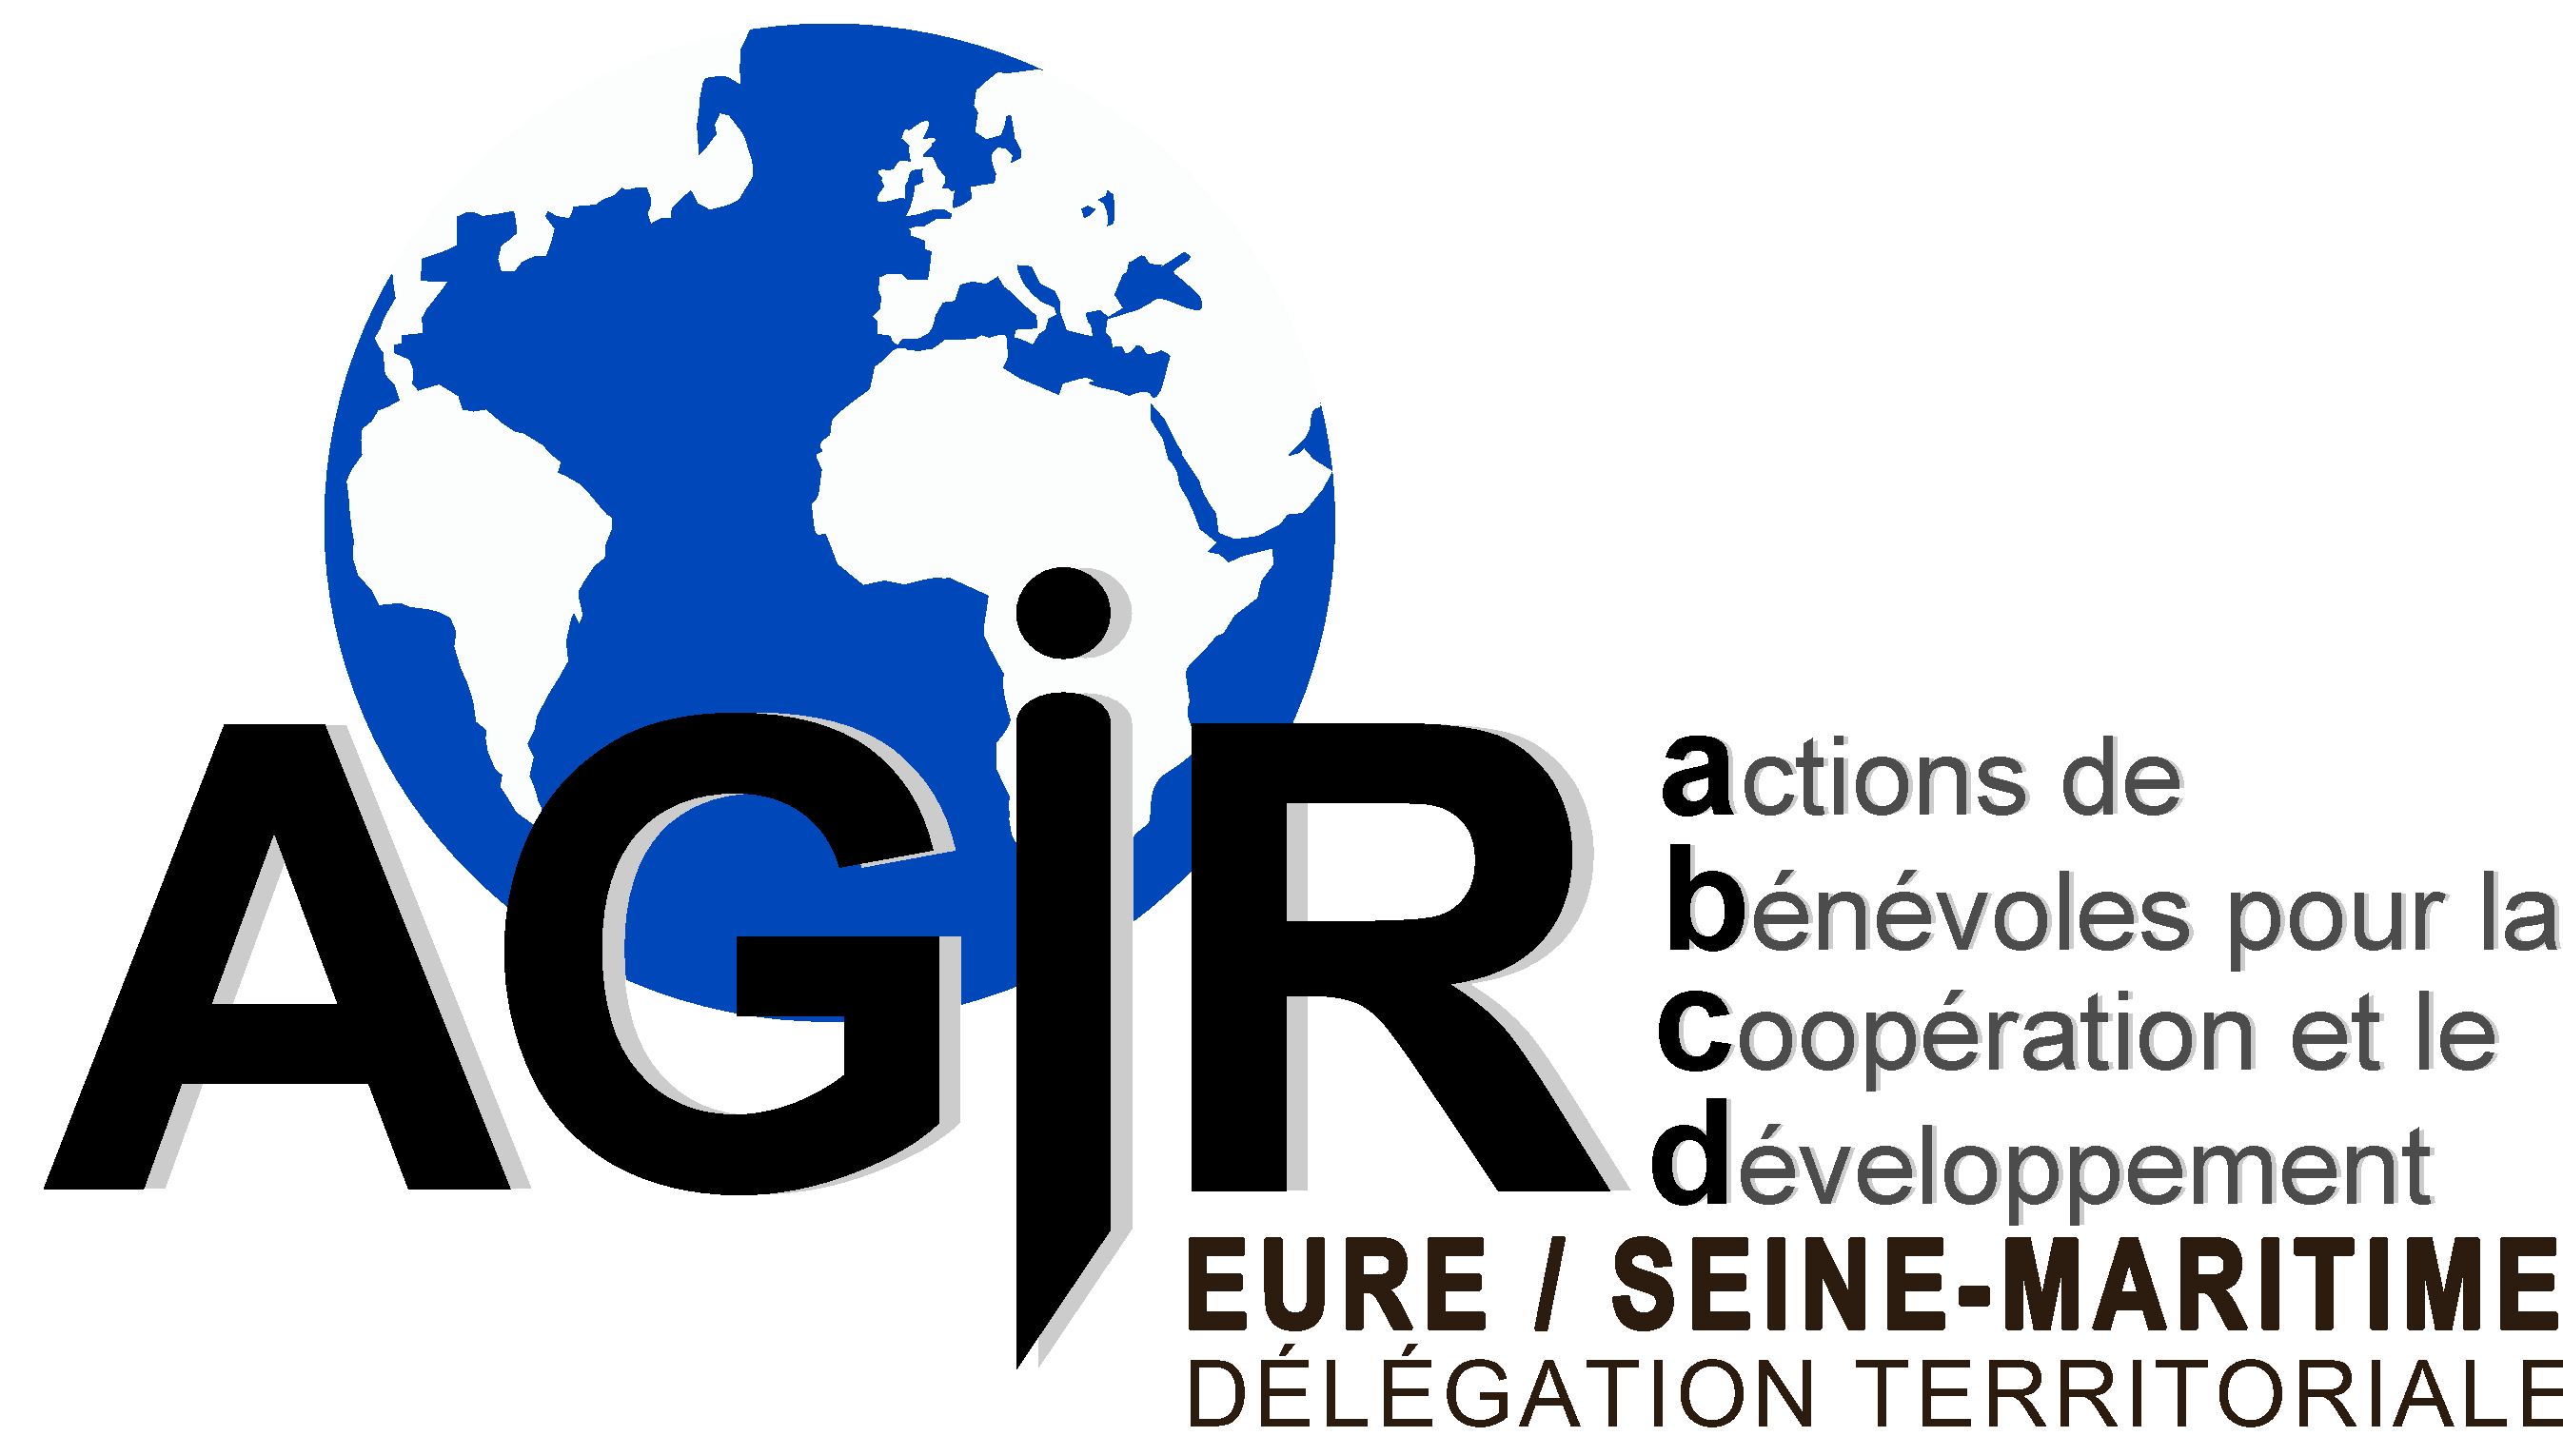 AGiR
actions de
bénévoles pour la
coopération et le
développement
EURE / SEINE-MARITIME
DÉLÉGATION TERRITORIALE